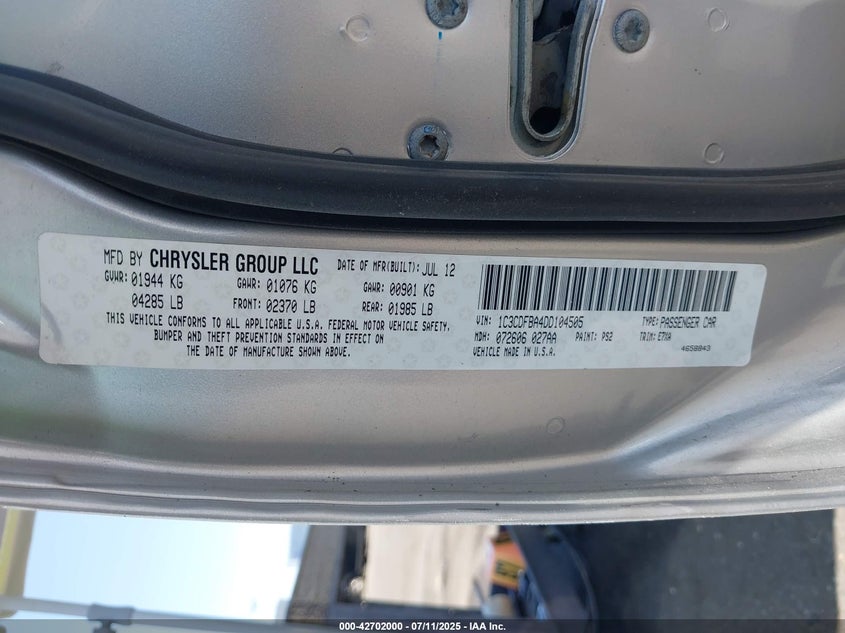 MFD BY CHRYSLER GROUP LLC DATE OF MFR(BUILT): JUL 12
GVWR: 01944 KG GAWR: 01076 KG GAWR: 00901 KG
04285 LB FRONT: 02370 LB REAR: 01985 LB
THIS VEHICLE CONFORMS TO ALL APPLICABLE U.S.A. FEDERAL MOTOR VEHICLE SAFETY,
BUMPER AND THEFT PREVENTION STANDARDS IN EFFECT ON
THE DATE OF MANUFACTURE SHOWN ABOVE.
VIN: 1C3CDFBA4DD104505 TYPE: PASSENGER CAR
MDH: 072606 027AA PAINT: PS2 TRIM: E7XA
VEHICLE MADE IN U.S.A. 4658843
000-42702000 - 07/11/2025 - IAA Inc.